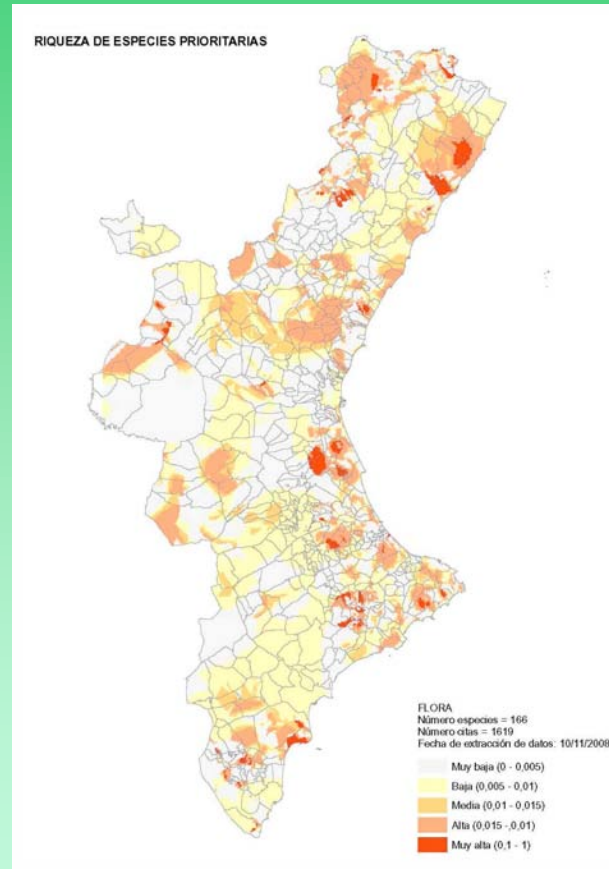 RIQUEZA DE ESPECIES PRIORITARIAS
FLORA
Número especies = 166
Número citas = 1619
Fecha de extracción de datos: 10/11/2008
Muy baja (0 - 0,005)
Baja (0,005 - 0,01)
Media (0,01 - 0,015)
Alta (0,015 -,0,01)
Muy alta (0,1 - 1)